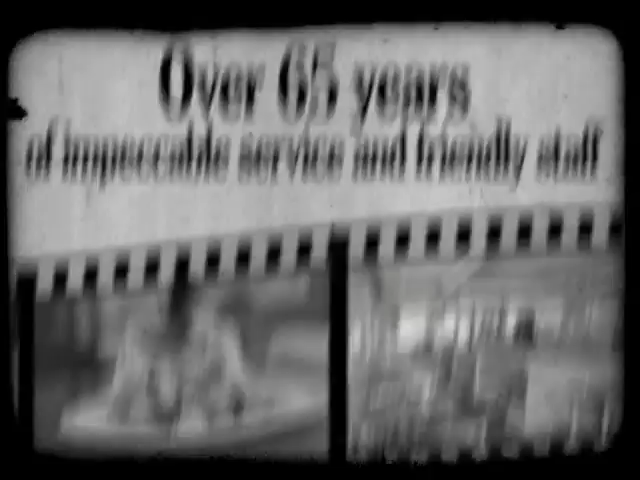 Over 65 years
of impeccable service and friendly staff